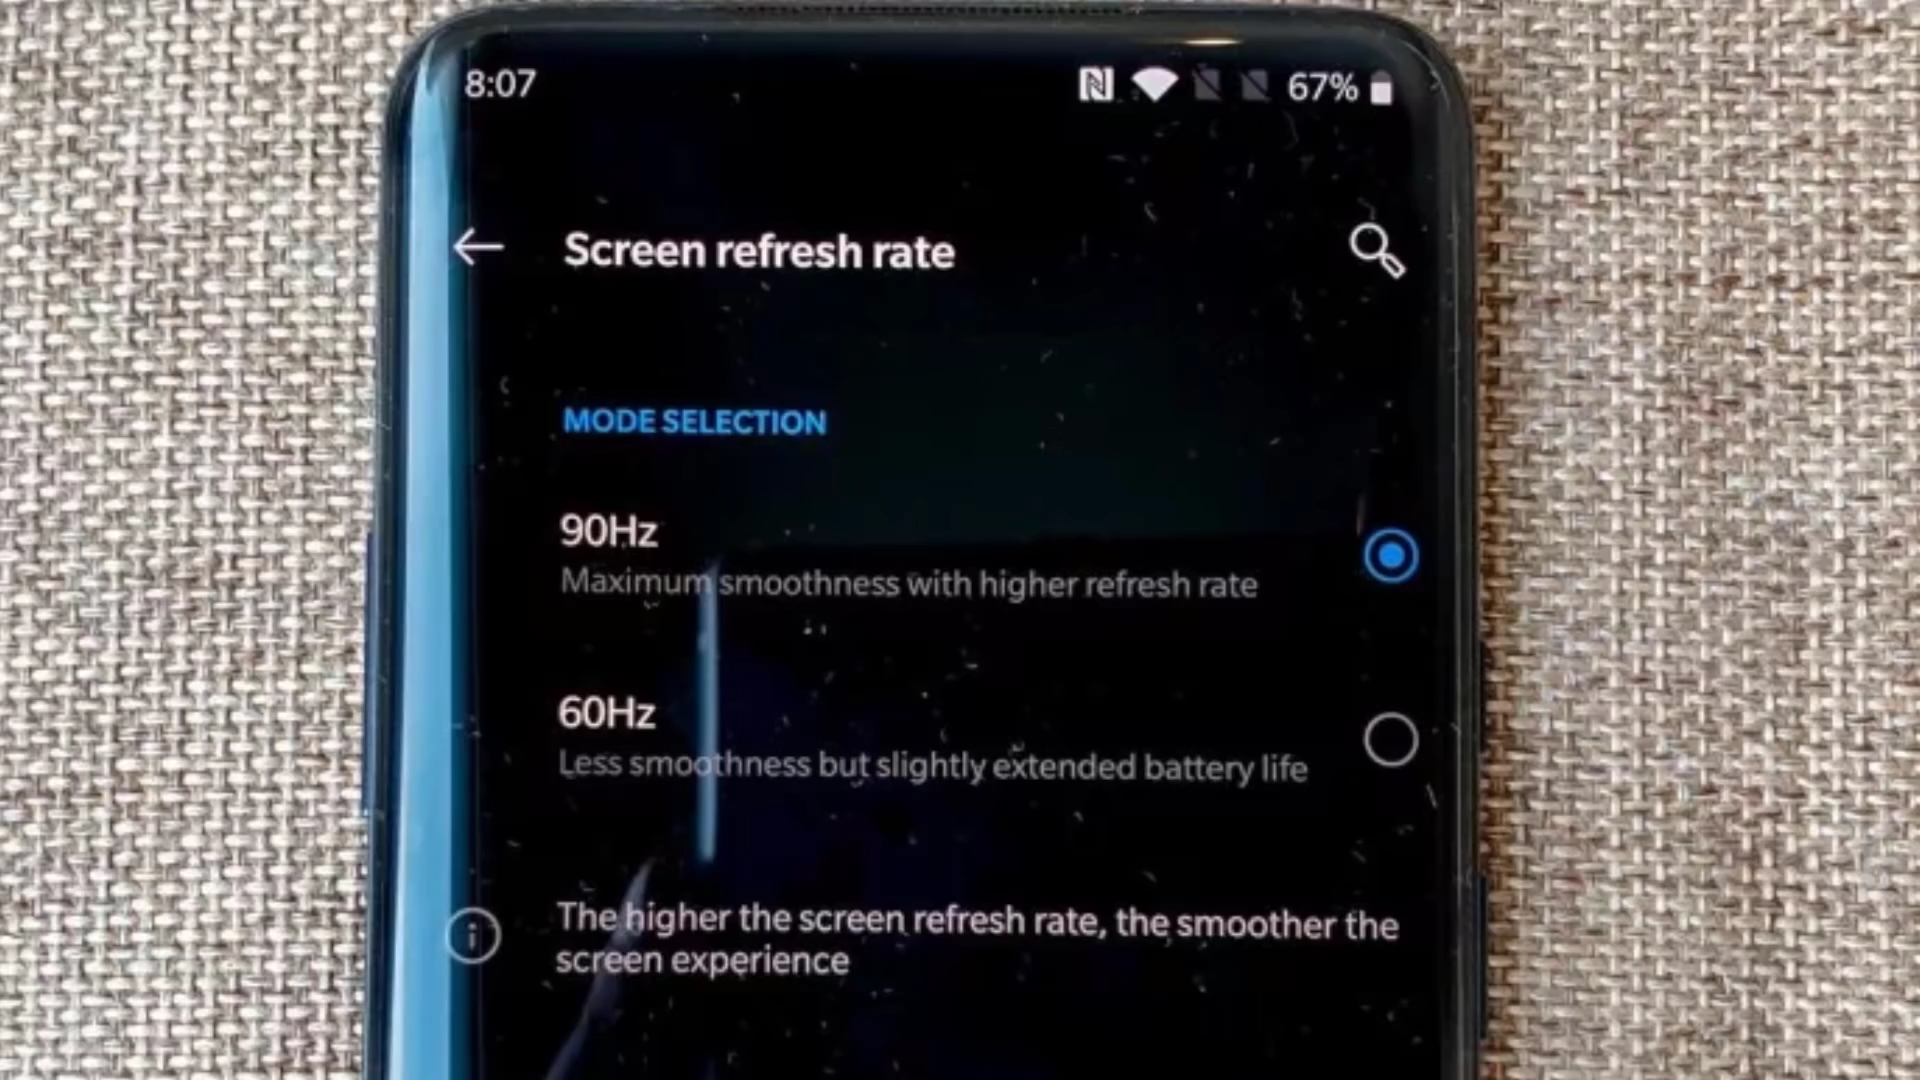 8:07 67%
Screen refresh rate
MODE SELECTION
90Hz
Maximum smoothness with higher refresh rate
60Hz
Less smoothness but slightly extended battery life
The higher the screen refresh rate, the smoother the
screen experience